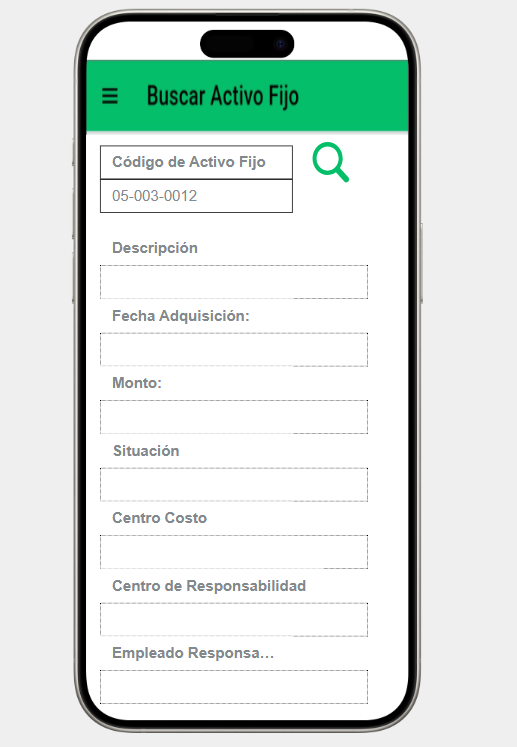 Buscar Activo Fijo
Código de Activo Fijo
05-003-0012
Descripción
Fecha Adquisición:
Monto:
Situación
Centro Costo
Centro de Responsabilidad
Empleado Responsa…